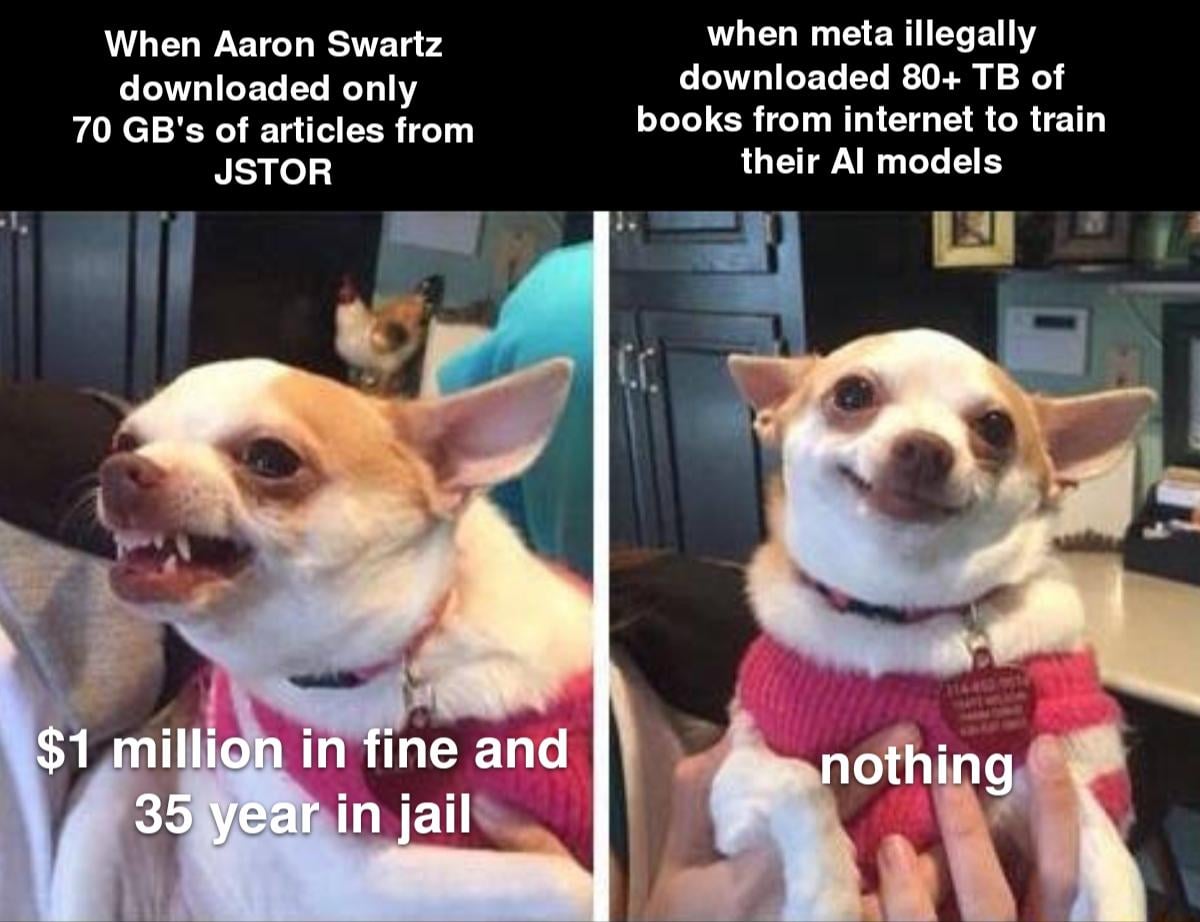 When Aaron Swartz
downloaded only
70 GB's of articles from
JSTOR
when meta illegally
downloaded 80+ TB of
books from internet to train
their AI models
$1 million in fine and
35 year in jail
nothing